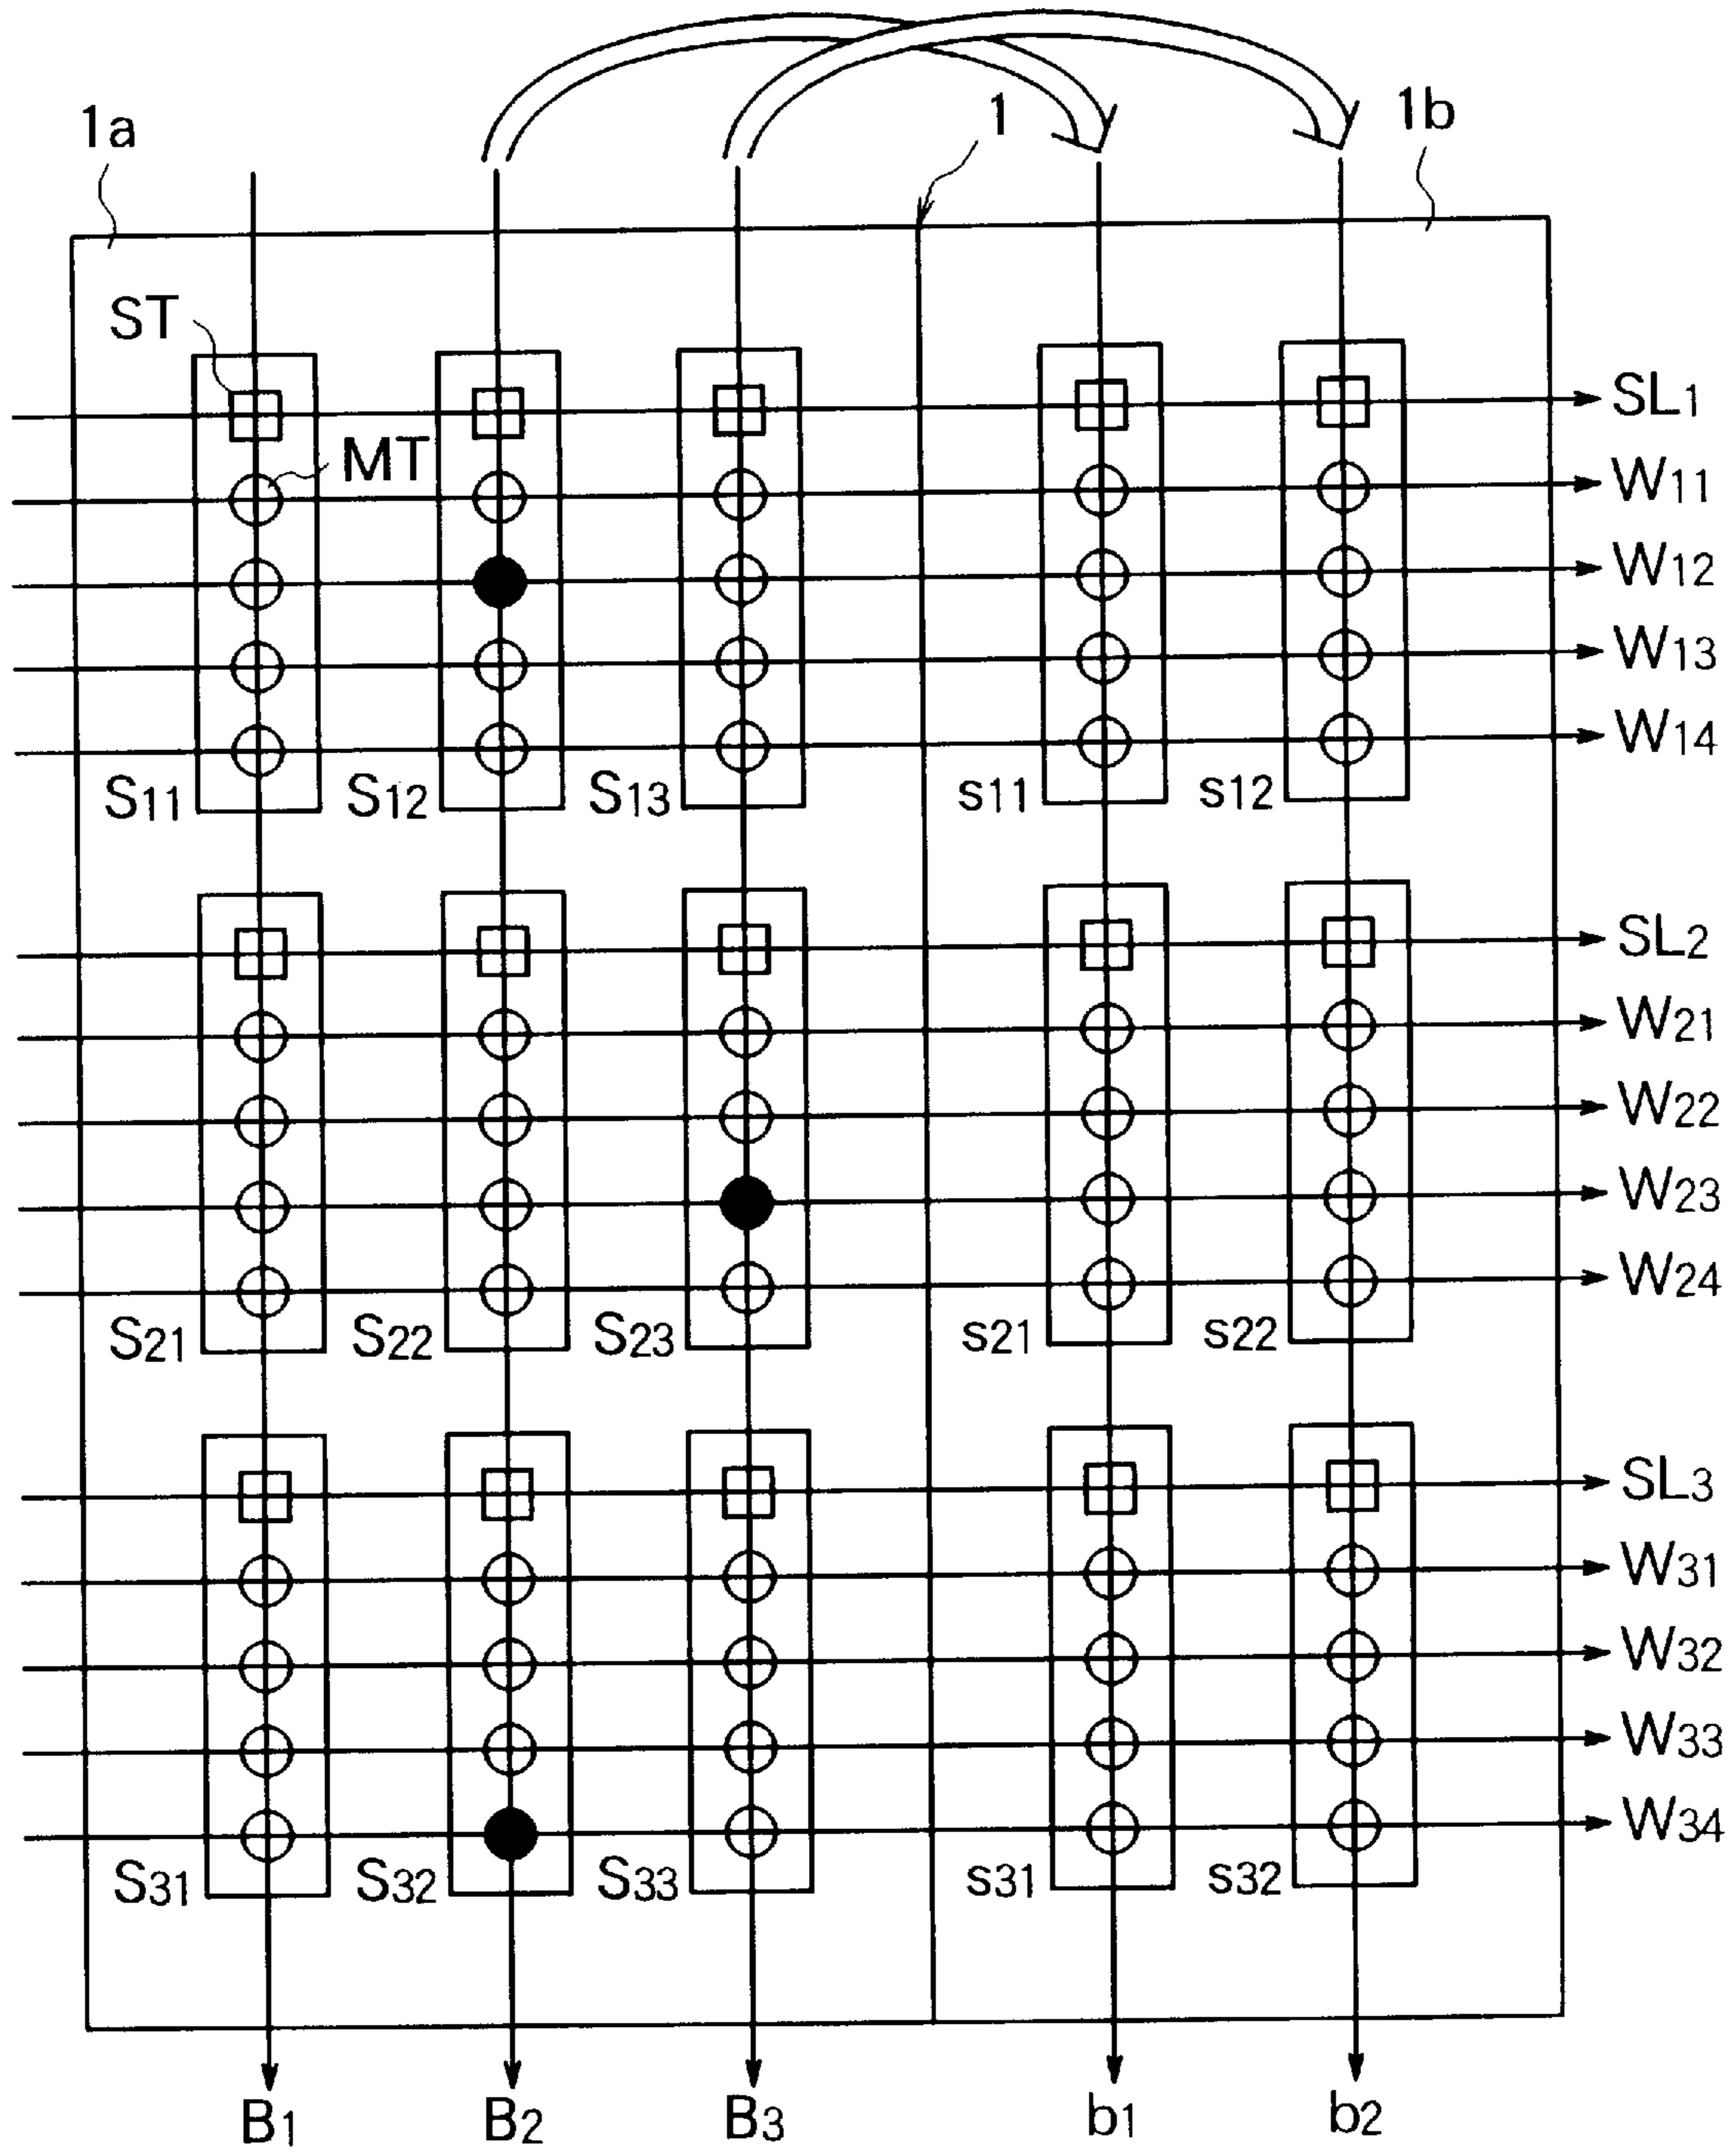 1a 1 1b
ST
SL1
MT
W11
W12
W13
W14
S11 S12 S13 s11 s12
SL2
W21
W22
W23
W24
S21 S22 S23 s21 s22
SL3
W31
W32
W33
W34
S31 S32 S33 s31 s32
B1 B2 B3 b1 b2